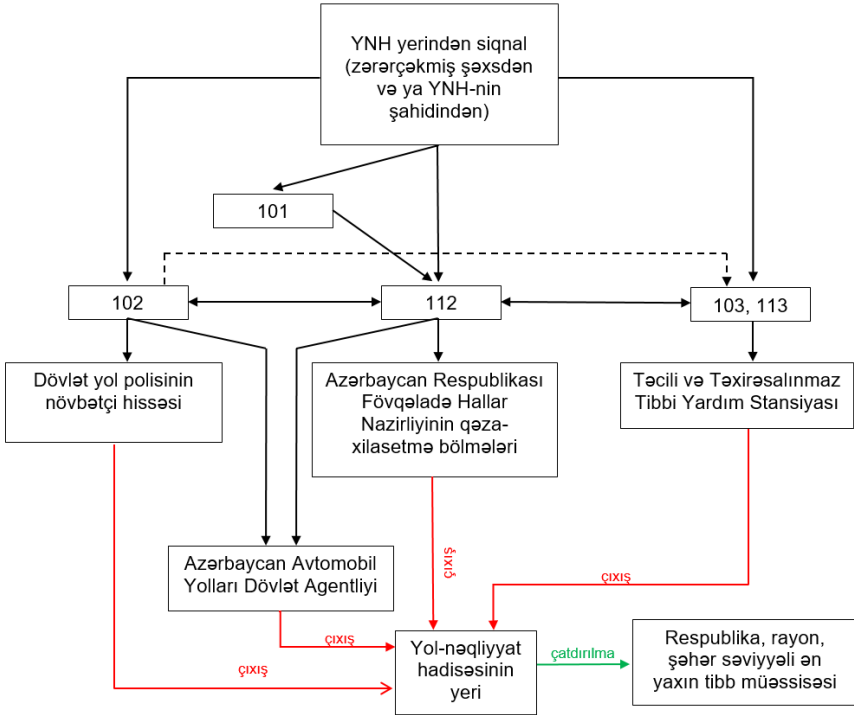 YNH yerindən siqnal
(zərərçəkmiş şəxsdən
və ya YNH-nin
şahidindən)
101
102
112
103, 113
Dövlət yol polisinin
növbətçi hissəsi
Azərbaycan Respublikası
Fövqəladə Hallar
Nazirliyinin qəza-
xilasetmə bölmələri
Təcili və Təxirəsalınmaz
Tibbi Yardım Stansiyası
Azərbaycan Avtomobil
Yolları Dövlət Agentliyi
çıxış
çıxış
çıxış
çıxış
Yol-nəqliyyat
hadisəsinin
yeri
çatdırılma
Respublika, rayon,
şəhər səviyyəli ən
yaxın tibb müəssisəsi